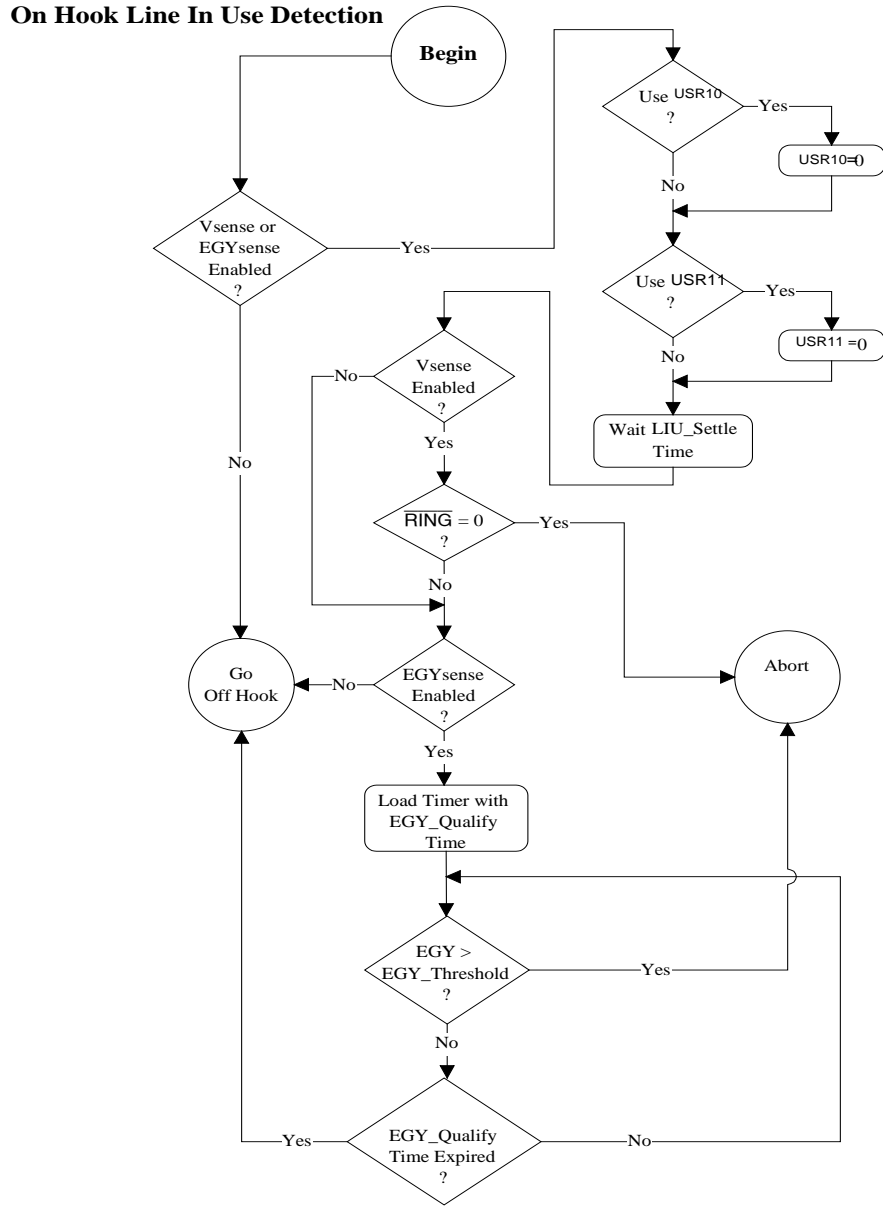 On Hook Line In Use Detection
Begin
Use USR10
?
Yes
USR10=0
No
Vsense or
EGYsense
Enabled
?
Yes
Use USR11
?
Yes
USR11 =0
No
Wait LIU_Settle
Time
No
Vsense
Enabled
?
Yes
No
R̅I̅N̅G̅ = 0
?
Yes
No
Go
Off Hook
No
EGYsense
Enabled
?
Abort
Yes
Load Timer with
EGY_Qualify
Time
EGY >
EGY_Threshold
?
Yes
No
Yes
EGY_Qualify
Time Expired
?
No